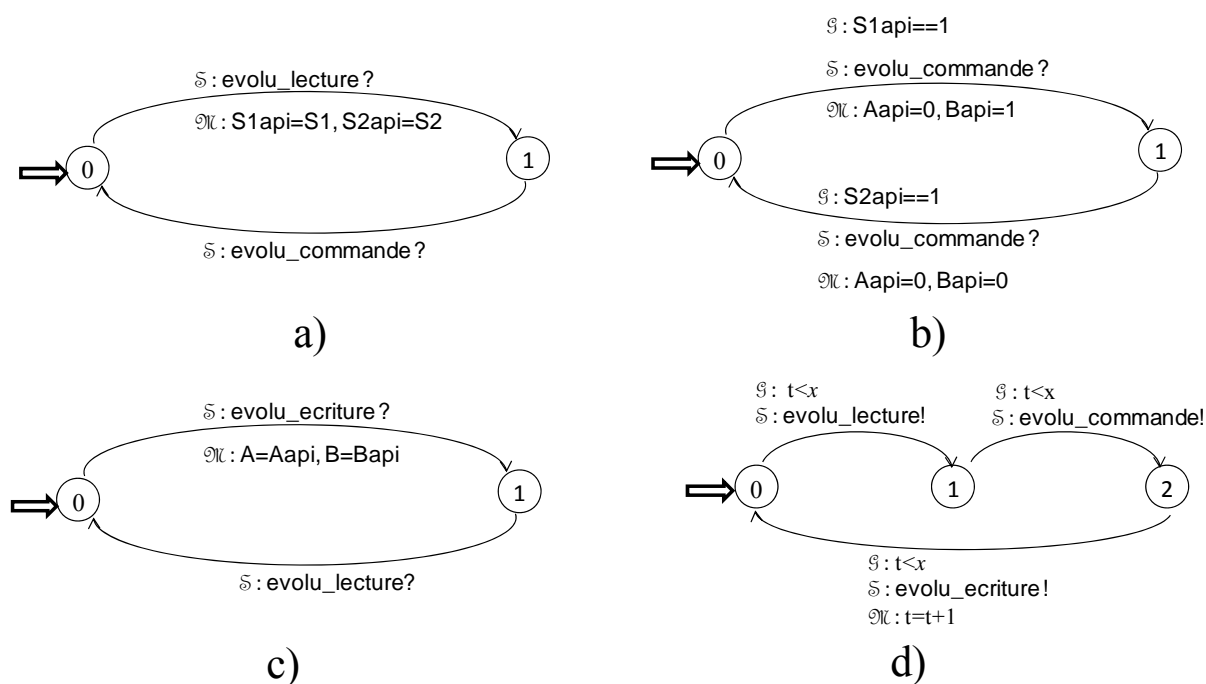 𝒮 : evolu_lecture?
ℳ : S1api=S1, S2api=S2
0
1
𝒮 : evolu_commande?
a)
𝒢 : S1api==1
𝒮 : evolu_commande?
ℳ : Aapi=0, Bapi=1
0
1
𝒢 : S2api==1
𝒮 : evolu_commande?
ℳ : Aapi=0, Bapi=0
b)
𝒮 : evolu_ecriture?
ℳ : A=Aapi, B=Bapi
0
1
𝒮 : evolu_lecture?
c)
𝒢 : t<x
𝒮 : evolu_lecture!
𝒢 : t<x
𝒮 : evolu_commande!
0
1
2
𝒢 : t<x
𝒮 : evolu_ecriture!
ℳ : t=t+1
d)